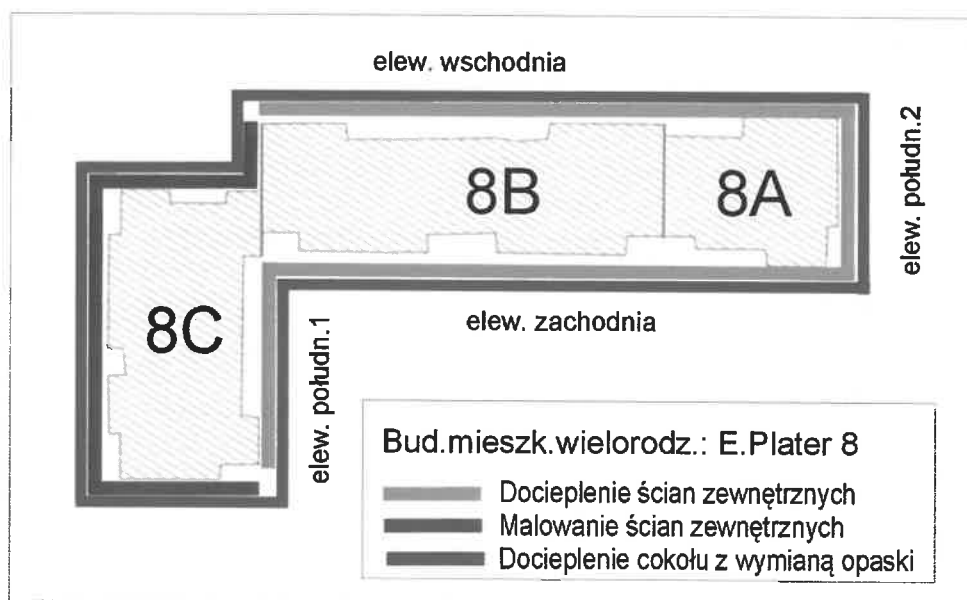 elew. wschodnia
elew. południ.2
8B
8A
8C
elew. zachodnia
elew. południ.1
Bud.mieszk.wielorodz.: E.Plater 8
Docieplenie ścian zewnętrznych
Malowanie ścian zewnętrznych
Docieplenie cokołu z wymianą opaski